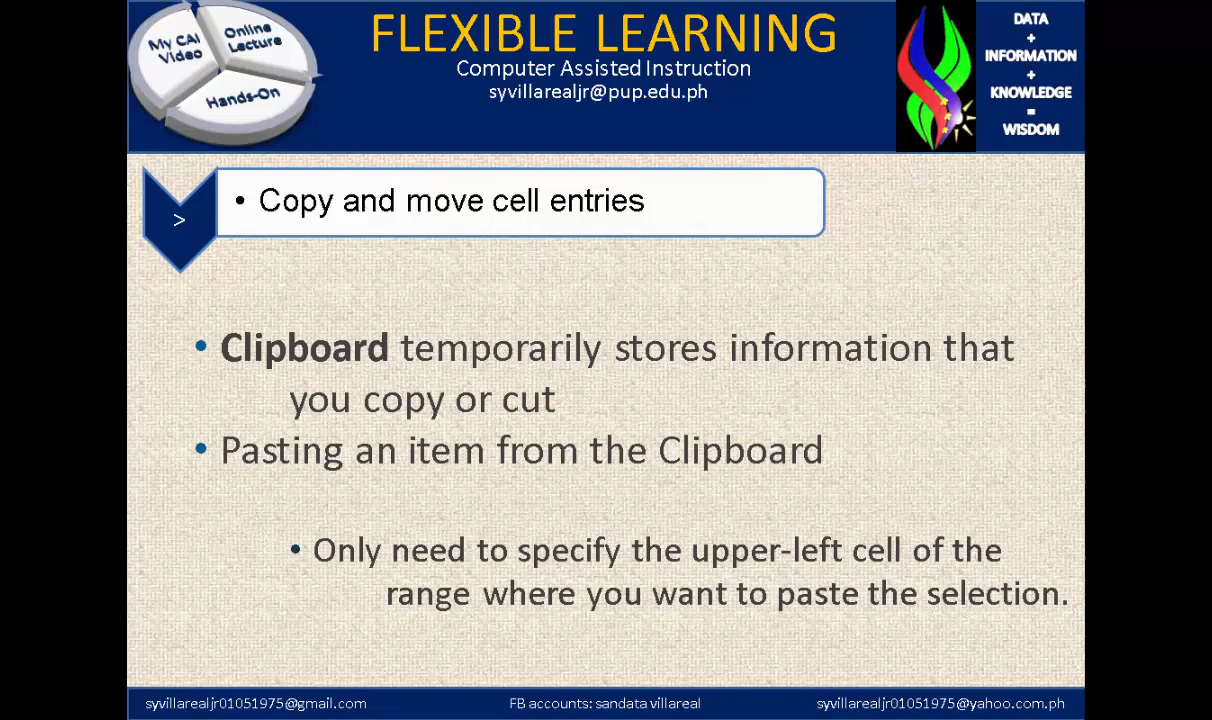 My CAI
Video
Online
Lecture
Hands-On
FLEXIBLE LEARNING
Computer Assisted Instruction
syvillarealjr@pup.edu.ph
DATA
+
INFORMATION
+
KNOWLEDGE
=
WISDOM
>
• Copy and move cell entries
• Clipboard temporarily stores information that
you copy or cut
• Pasting an item from the Clipboard
• Only need to specify the upper-left cell of the
range where you want to paste the selection.
syvillarealjr01051975@gmail.com
FB accounts: sandata villareal
syvillarealjr01051975@yahoo.com.ph